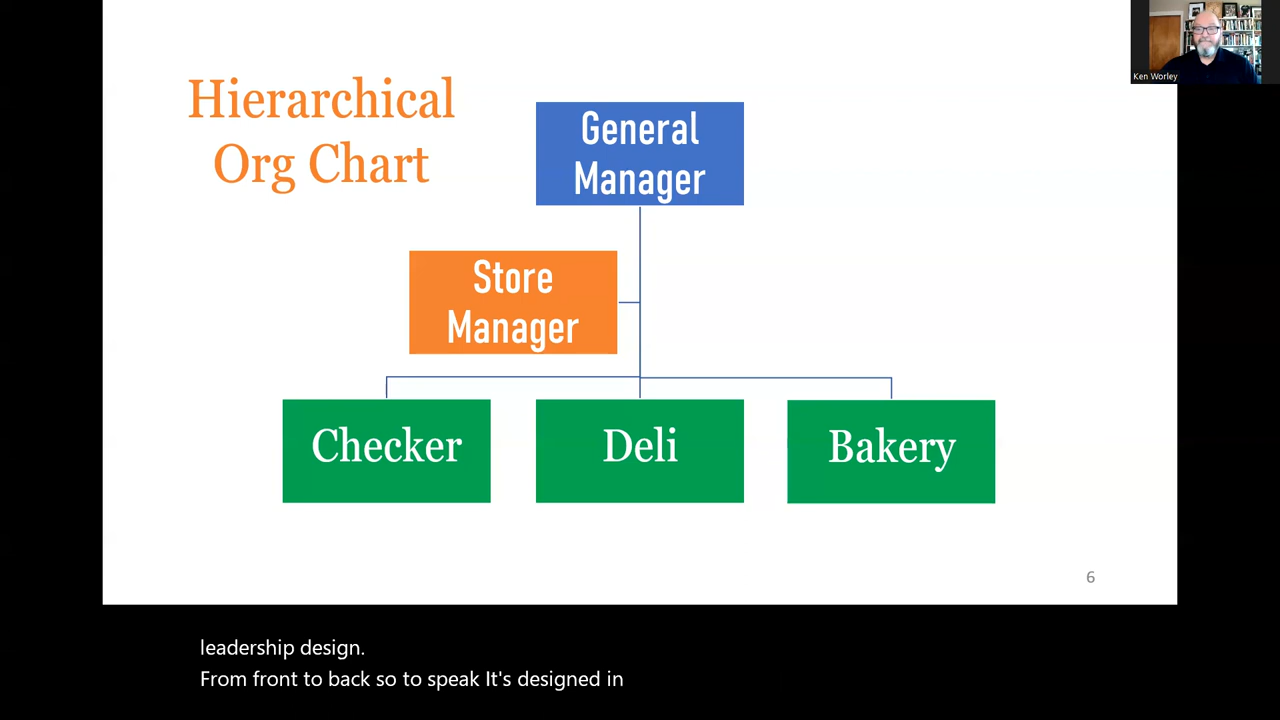 Ken Worley
Hierarchical
Org Chart
General
Manager
Store
Manager
Checker
Deli
Bakery
6
leadership design.
From front to back so to speak It's designed in